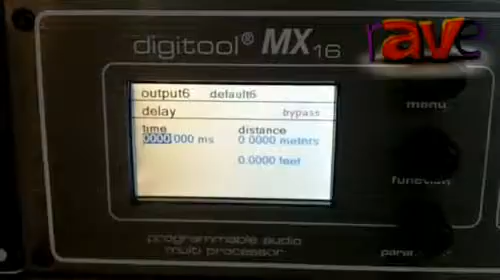 rave
digitool® MX16
output6 default6
delay bypass
time distance
0000.000 ms 0.0000 meters
0.0000 feet
menu
function
programmable audio
multi processor